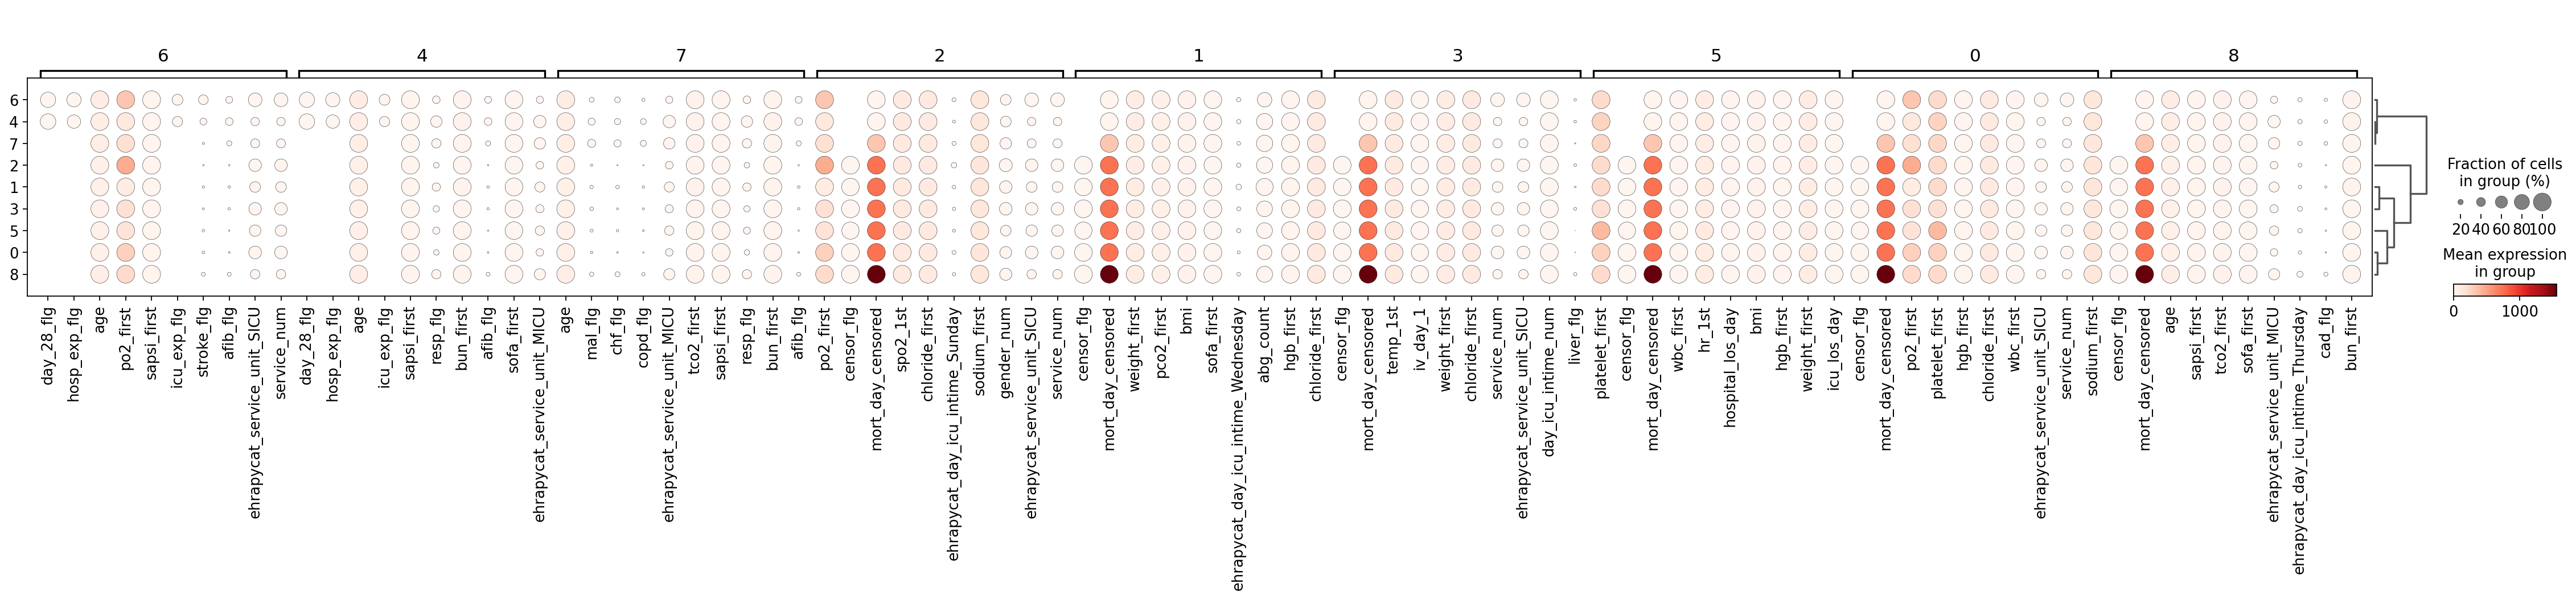 6 4 7 2 1 3 5 0 8
6
4
7
2
1
3
5
0
8
day_28_flg
hosp_exp_flg
age
po2_first
sapsi_first
icu_exp_flg
stroke_flg
afib_flg
ehrapycat_service_unit_SICU
service_num
day_28_flg
hosp_exp_flg
age
icu_exp_flg
sapsi_first
resp_flg
bun_first
afib_flg
sofa_first
ehrapycat_service_unit_MICU
age
mal_flg
chf_flg
copd_flg
ehrapycat_service_unit_MICU
tco2_first
sapsi_first
resp_flg
bun_first
afib_flg
po2_first
censor_flg
mort_day_censored
spo2_1st
chloride_first
ehrapycat_day_icu_intime_Sunday
sodium_first
gender_num
ehrapycat_service_unit_SICU
service_num
censor_flg
mort_day_censored
weight_first
pco2_first
bmi
sofa_first
ehrapycat_day_icu_intime_Wednesday
abg_count
hgb_first
chloride_first
censor_flg
mort_day_censored
temp_1st
iv_day_1
weight_first
chloride_first
service_num
ehrapycat_service_unit_SICU
day_icu_intime_num
liver_flg
platelet_first
censor_flg
mort_day_censored
wbc_first
hr_1st
hospital_los_day
bmi
hgb_first
weight_first
icu_los_day
censor_flg
mort_day_censored
po2_first
platelet_first
hgb_first
chloride_first
wbc_first
ehrapycat_service_unit_SICU
service_num
sodium_first
censor_flg
mort_day_censored
age
sapsi_first
tco2_first
sofa_first
ehrapycat_service_unit_MICU
ehrapycat_day_icu_intime_Thursday
cad_flg
bun_first
Fraction of cells
in group (%)
20 40 60 80 100
Mean expression
in group
0 1000